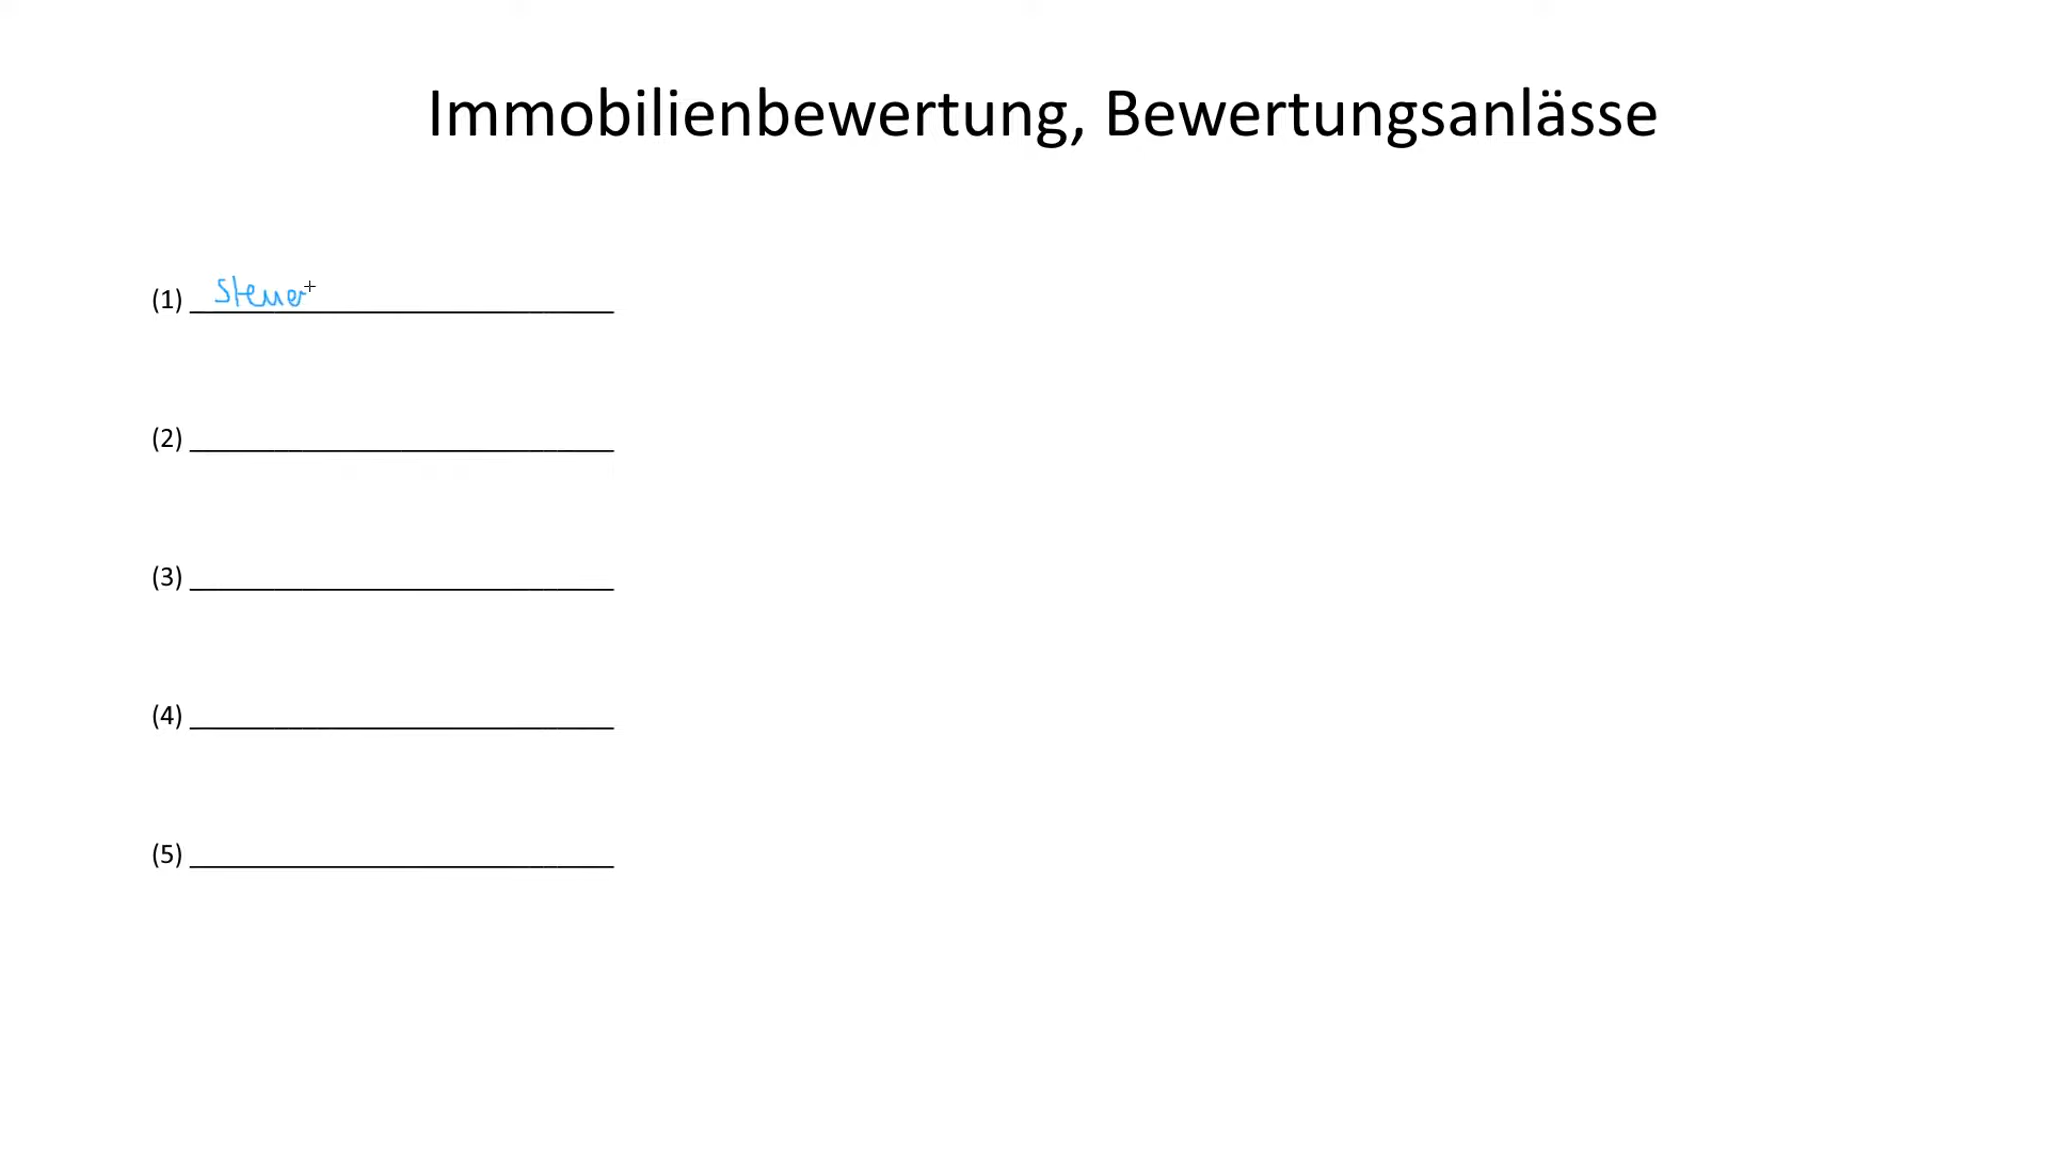 Immobilienbewertung, Bewertungsanlässe
(1) Steuer
(2)
(3)
(4)
(5)